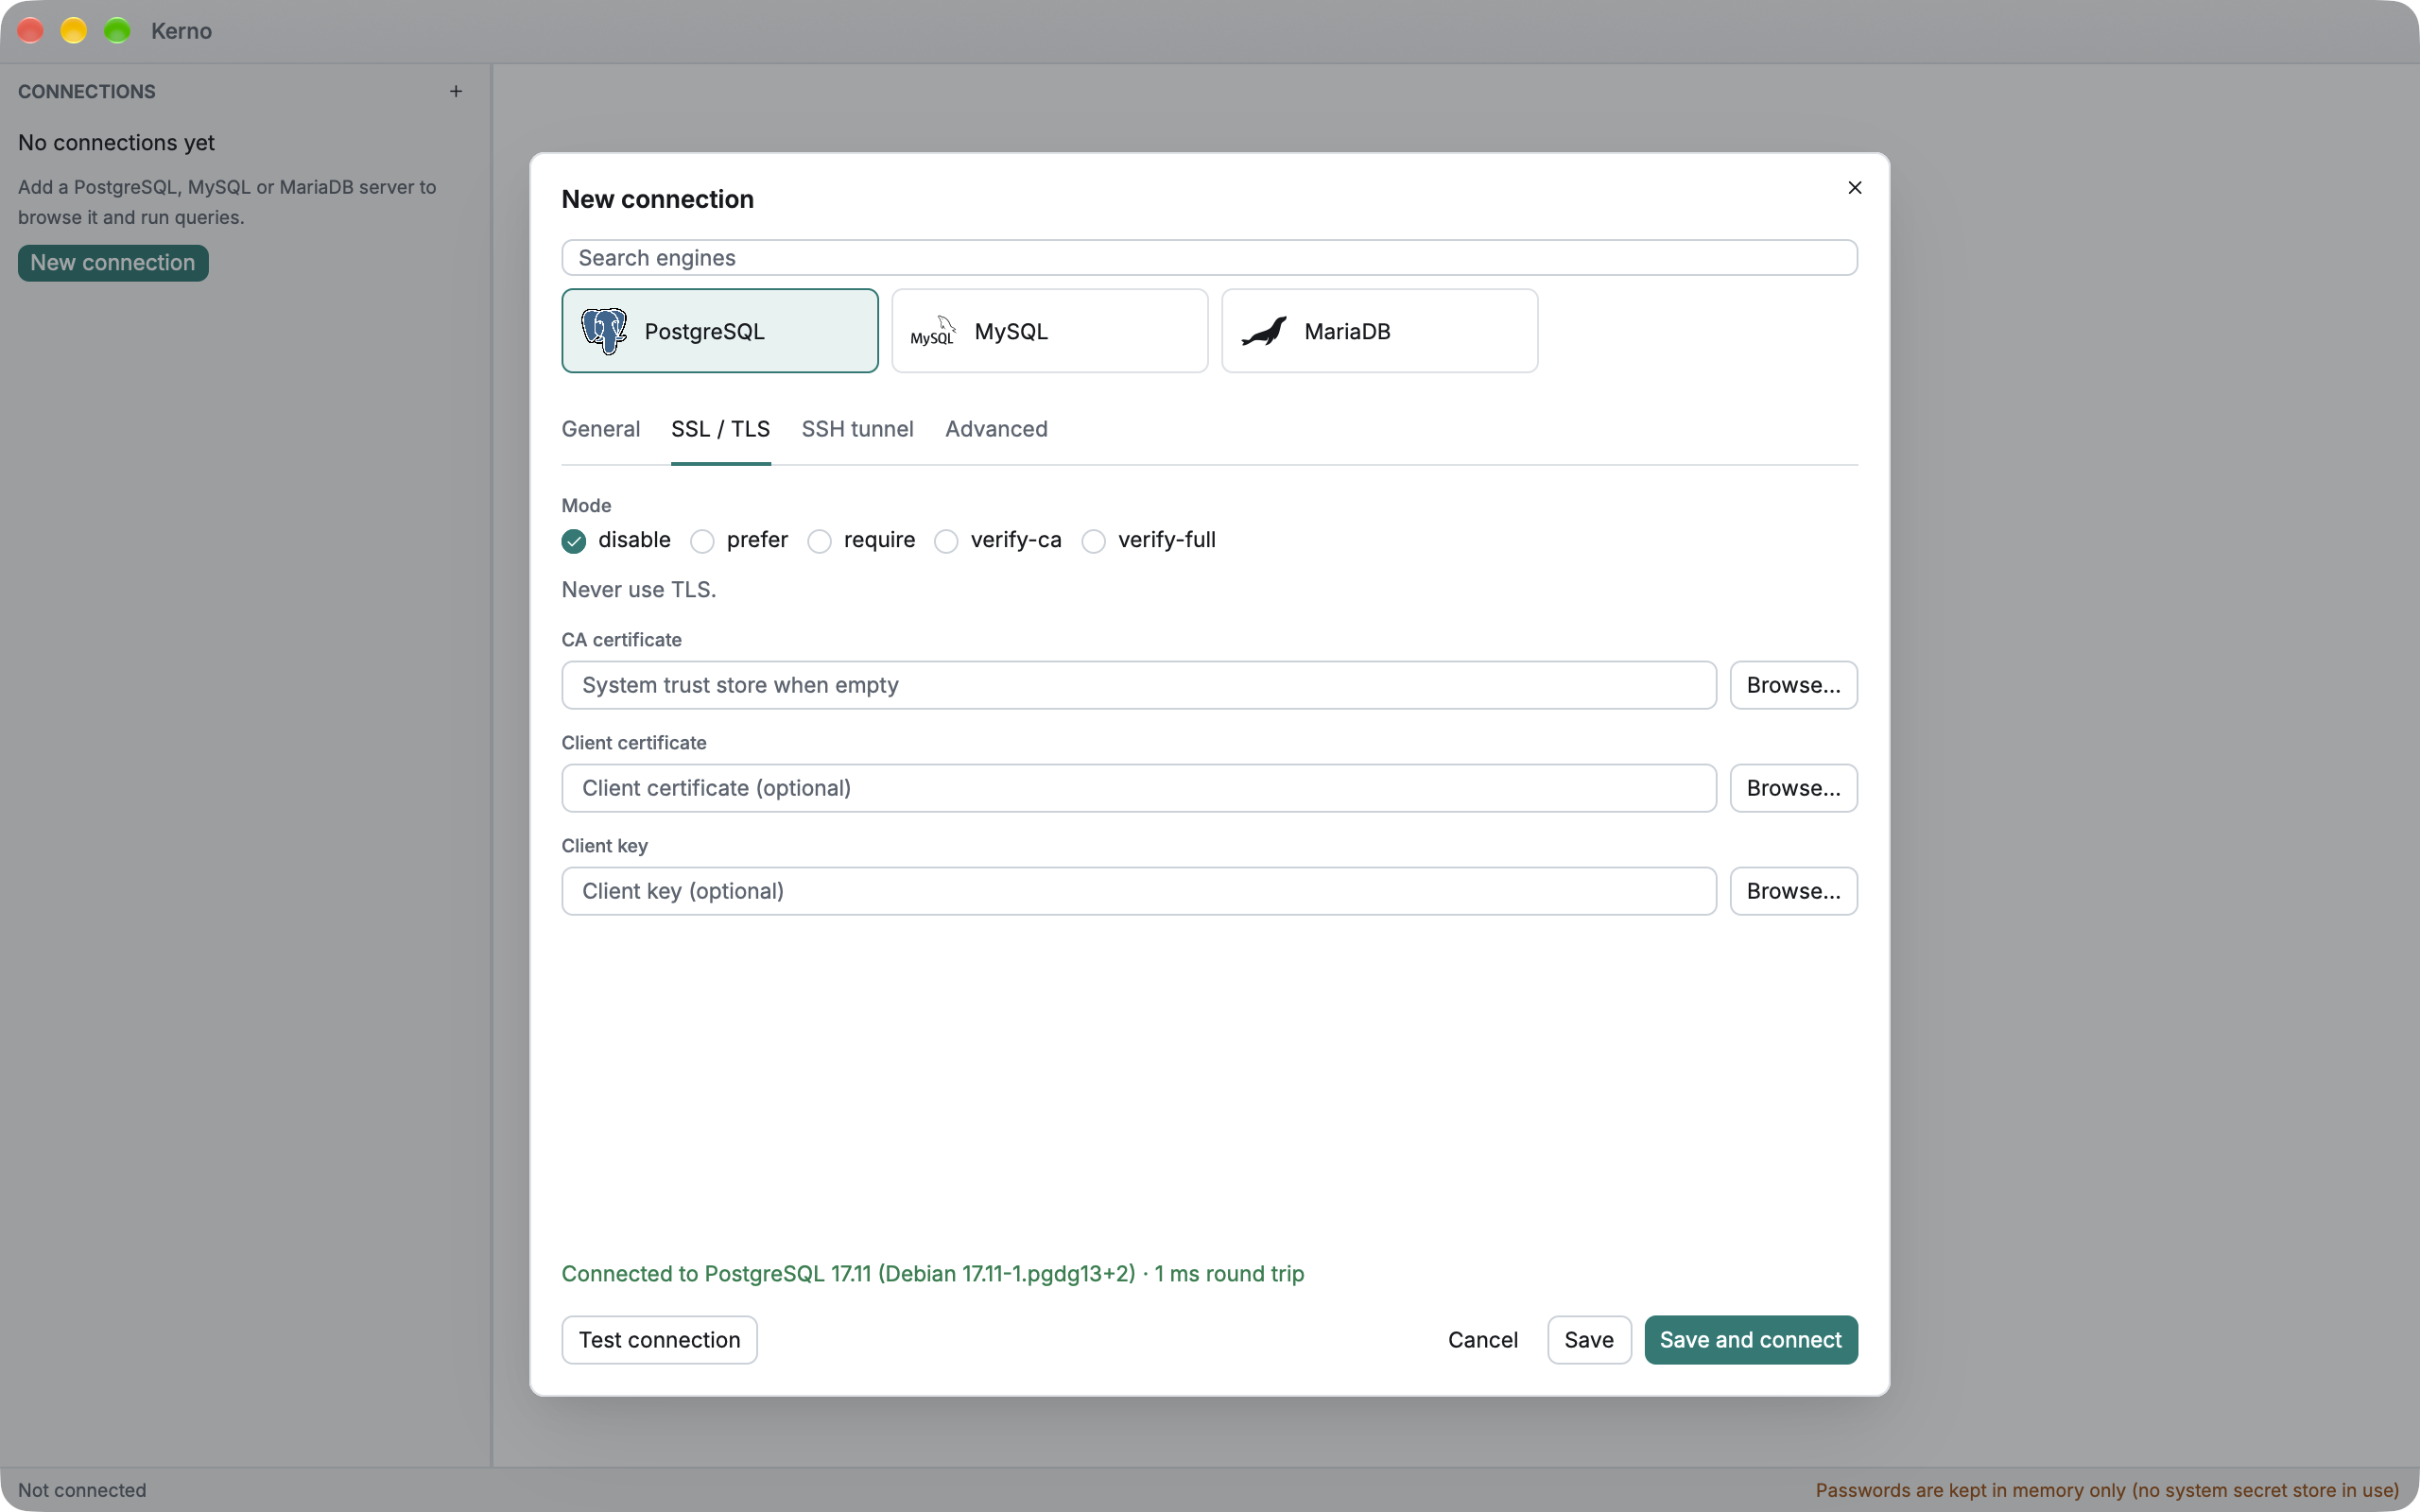 Kerno
CONNECTIONS
+
No connections yet
Add a PostgreSQL, MySQL or MariaDB server to
browse it and run queries.
New connection
New connection
Search engines
PostgreSQL
MySQL
MySQL
MariaDB
General
SSL / TLS
SSH tunnel
Advanced
Mode
disable
prefer
require
verify-ca
verify-full
Never use TLS.
CA certificate
System trust store when empty
Browse...
Client certificate
Client certificate (optional)
Browse...
Client key
Client key (optional)
Browse...
Connected to PostgreSQL 17.11 (Debian 17.11-1.pgdg13+2) · 1 ms round trip
Test connection
Cancel
Save
Save and connect
Not connected
Passwords are kept in memory only (no system secret store in use)